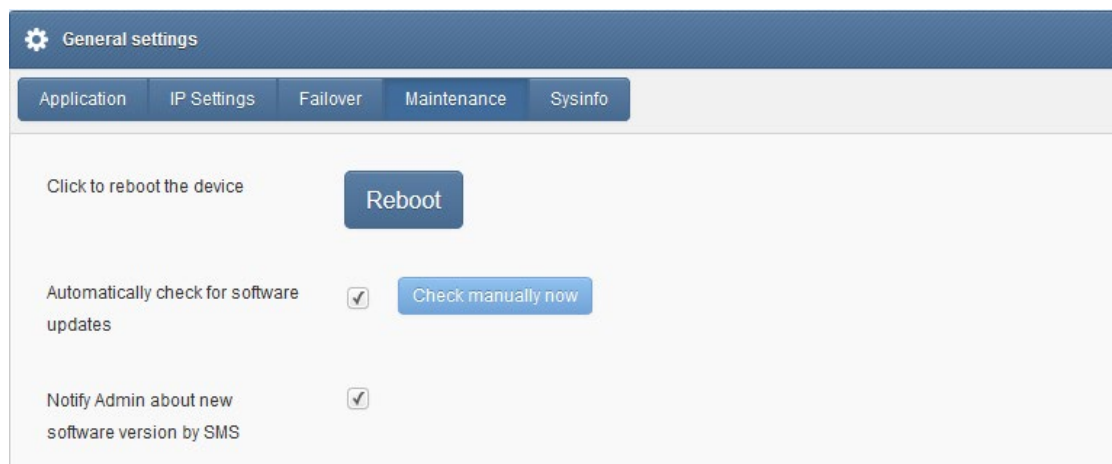 General settings
Application IP Settings Failover Maintenance Sysinfo
Click to reboot the device
Reboot
Automatically check for software
updates
Check manually now
Notify Admin about new
software version by SMS